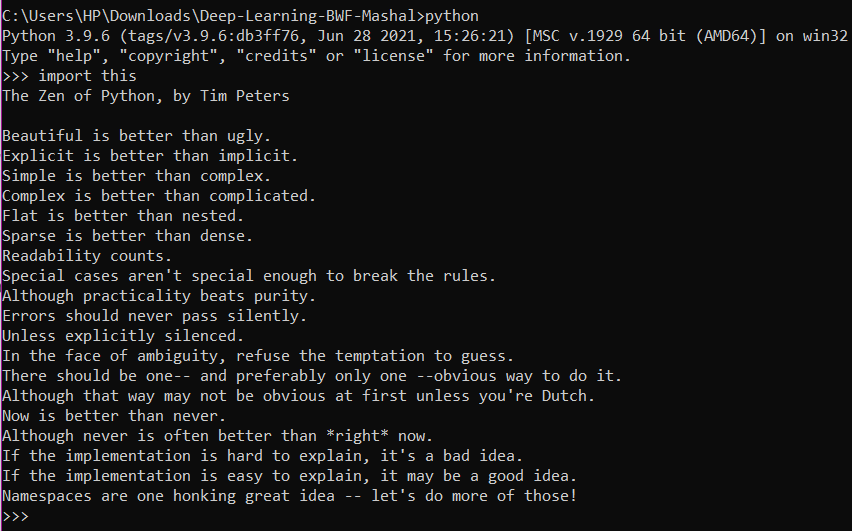 C:\Users\HP\Downloads\Deep-Learning-BWF-Mashal>python
Python 3.9.6 (tags/v3.9.6:db3ff76, Jun 28 2021, 15:26:21) [MSC v.1929 64 bit (AMD64)] on win32
Type "help", "copyright", "credits" or "license" for more information.
>>> import this
The Zen of Python, by Tim Peters

Beautiful is better than ugly.
Explicit is better than implicit.
Simple is better than complex.
Complex is better than complicated.
Flat is better than nested.
Sparse is better than dense.
Readability counts.
Special cases aren't special enough to break the rules.
Although practicality beats purity.
Errors should never pass silently.
Unless explicitly silenced.
In the face of ambiguity, refuse the temptation to guess.
There should be one-- and preferably only one --obvious way to do it.
Although that way may not be obvious at first unless you're Dutch.
Now is better than never.
Although never is often better than *right* now.
If the implementation is hard to explain, it's a bad idea.
If the implementation is easy to explain, it may be a good idea.
Namespaces are one honking great idea -- let's do more of those!
>>>